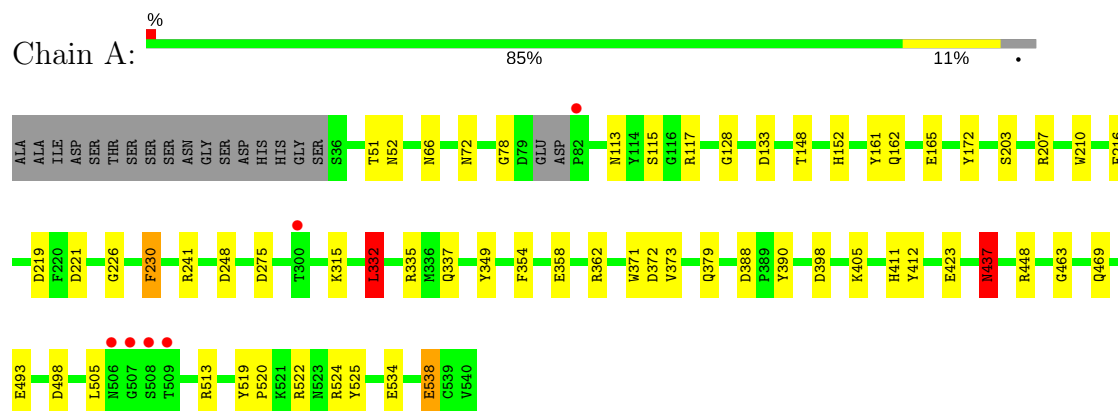 %
Chain A:
85% 11% •
ALA ALA ILE ASP SER THR SER SER SER ASN GLY SER ASP HIS HIS GLY SER S36 T51 N52 N66 N72 G78 D79 GLU ASP P82 N113 Y114 S115 G116 R117 G128 D133 T148 H152 Y161 Q162 E165 Y172 S203 R207 W210
D219 F220 D221 G226 F230 R241 D248 D275 T300 K315 L332 R335 M336 Q337 Y349 F354 E358 R362 W371 D372 V373 Q379 D388 P389 Y390 D398 K405 H411 Y412 E423 N437 R448 G463 Q469
E493 D498 L505 N506 G507 S508 T509 R513 Y519 P520 K521 R522 N523 R524 Y525 E534 E538 C539 V540